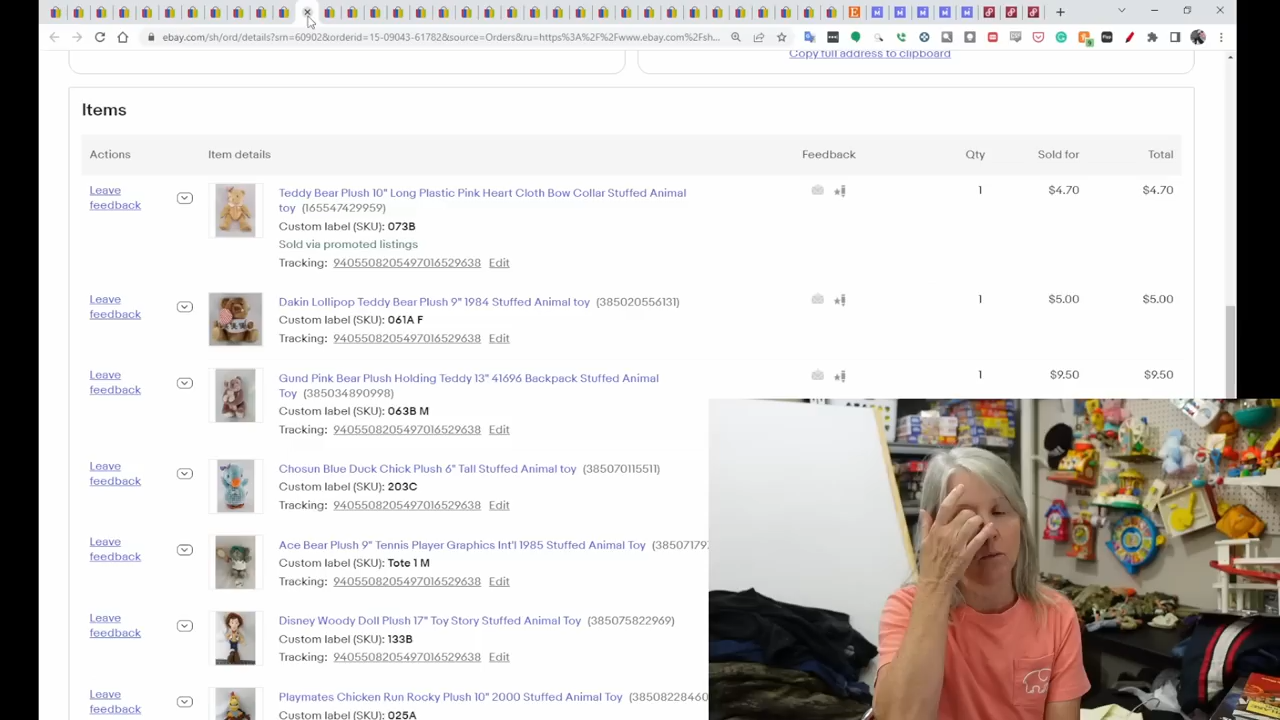 ebay.com/sh/ord/details?srn=60902&orderid=15-09043-61782&source=Orders&ru=https%3A%2F%2Fwww.ebay.com%2Fsh...
Copy full address to clipboard
Items
Actions Item details Feedback Qty Sold for Total
Leave feedback
Teddy Bear Plush 10" Long Plastic Pink Heart Cloth Bow Collar Stuffed Animal 1 $4.70 $4.70
toy (165547429959)
Custom label (SKU): 073B
Sold via promoted listings
Tracking: 9405508205497016529638 Edit
Leave feedback
Dakin Lollipop Teddy Bear Plush 9" 1984 Stuffed Animal toy (385020556131) 1 $5.00 $5.00
Custom label (SKU): 061A F
Tracking: 9405508205497016529638 Edit
Leave feedback
Gund Pink Bear Plush Holding Teddy 13" 41696 Backpack Stuffed Animal 1 $9.50 $9.50
Toy (385034890998)
Custom label (SKU): 063B M
Tracking: 9405508205497016529638 Edit
Leave feedback
Chosun Blue Duck Chick Plush 6" Tall Stuffed Animal toy (385070115511)
Custom label (SKU): 203C
Tracking: 9405508205497016529638 Edit
Leave feedback
Ace Bear Plush 9" Tennis Player Graphics Int'l 1985 Stuffed Animal Toy (38507179
Custom label (SKU): Tote 1 M
Tracking: 9405508205497016529638 Edit
Leave feedback
Disney Woody Doll Plush 17" Toy Story Stuffed Animal Toy (385075822969)
Custom label (SKU): 133B
Tracking: 9405508205497016529638 Edit
Leave feedback
Playmates Chicken Run Rocky Plush 10" 2000 Stuffed Animal Toy (38508228460
Custom label (SKU): 025A